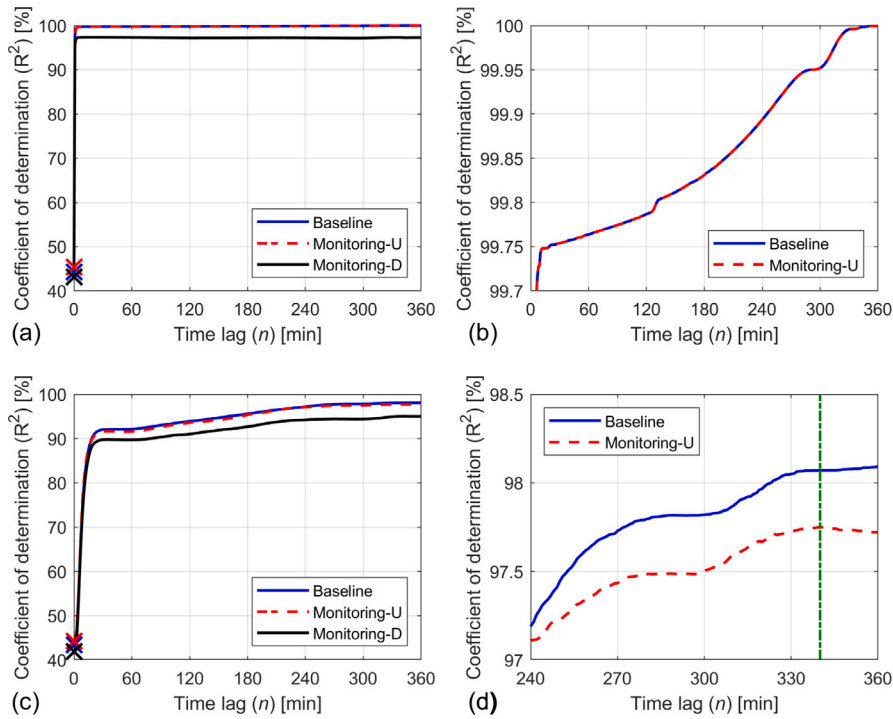 Coefficient of determination (R²) [%]
100
90
80
70
60
50
40
Baseline
Monitoring-U
Monitoring-D
0 60 120 180 240 300 360
Time lag (n) [min]
(a)
Coefficient of determination (R²) [%]
100
99.95
99.9
99.85
99.8
99.75
99.7
Baseline
Monitoring-U
0 60 120 180 240 300 360
Time lag (n) [min]
(b)
Coefficient of determination (R²) [%]
100
90
80
70
60
50
40
Baseline
Monitoring-U
Monitoring-D
0 60 120 180 240 300 360
Time lag (n) [min]
(c)
Coefficient of determination (R²) [%]
98.5
98
97.5
97
Baseline
Monitoring-U
240 270 300 330 360
Time lag (n) [min]
(d)